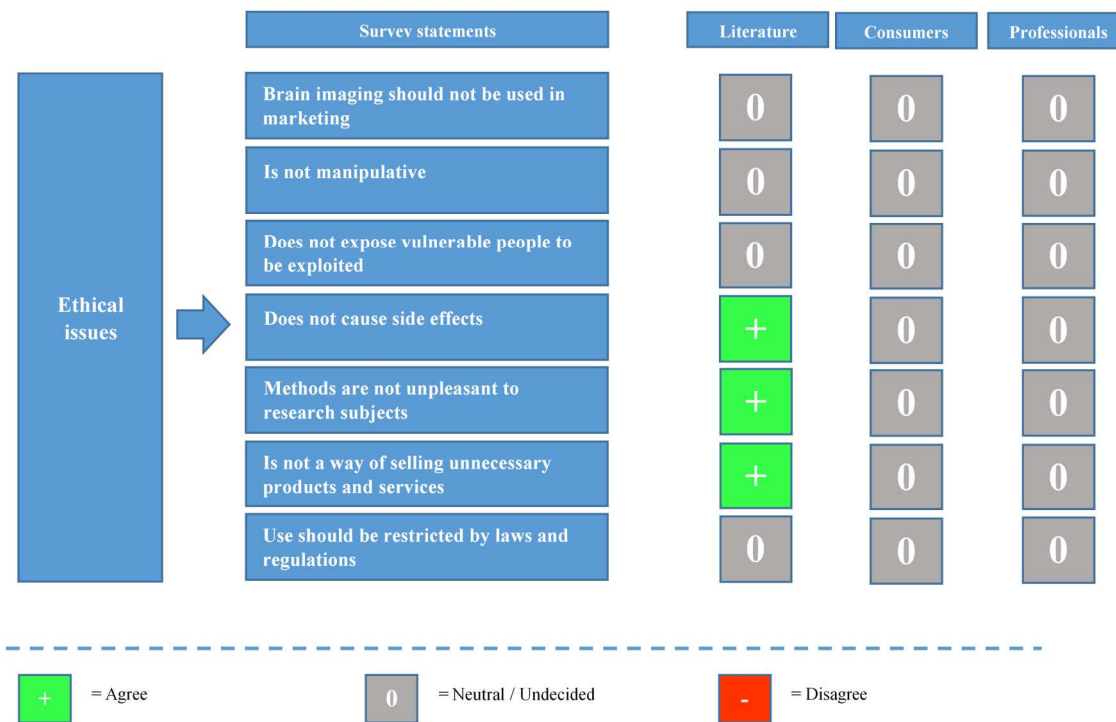 Survey statements
Literature
Consumers
Professionals
Ethical
issues
Brain imaging should not be used in
marketing
0
0
0
Is not manipulative
0
0
0
Does not expose vulnerable people to
be exploited
0
0
0
Does not cause side effects
+
0
0
Methods are not unpleasant to
research subjects
+
0
0
Is not a way of selling unnecessary
products and services
+
0
0
Use should be restricted by laws and
regulations
0
0
0
+ = Agree
0 = Neutral / Undecided
- = Disagree